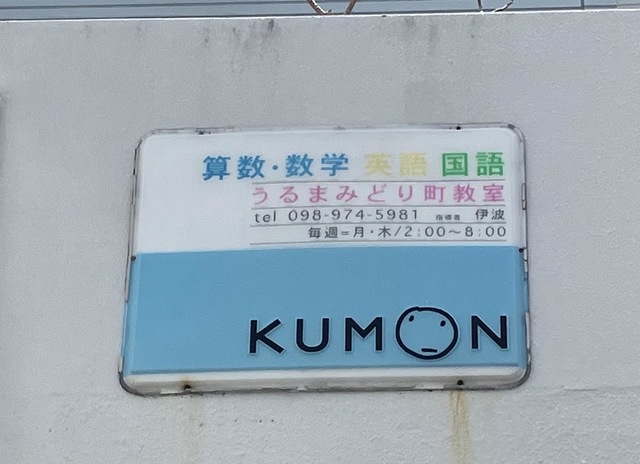 算数・数学 英語 国語
うるまみどり町教室
tel 098-974-5981 指導者 伊波
毎週=月・木/2:00〜8:00
KUMON